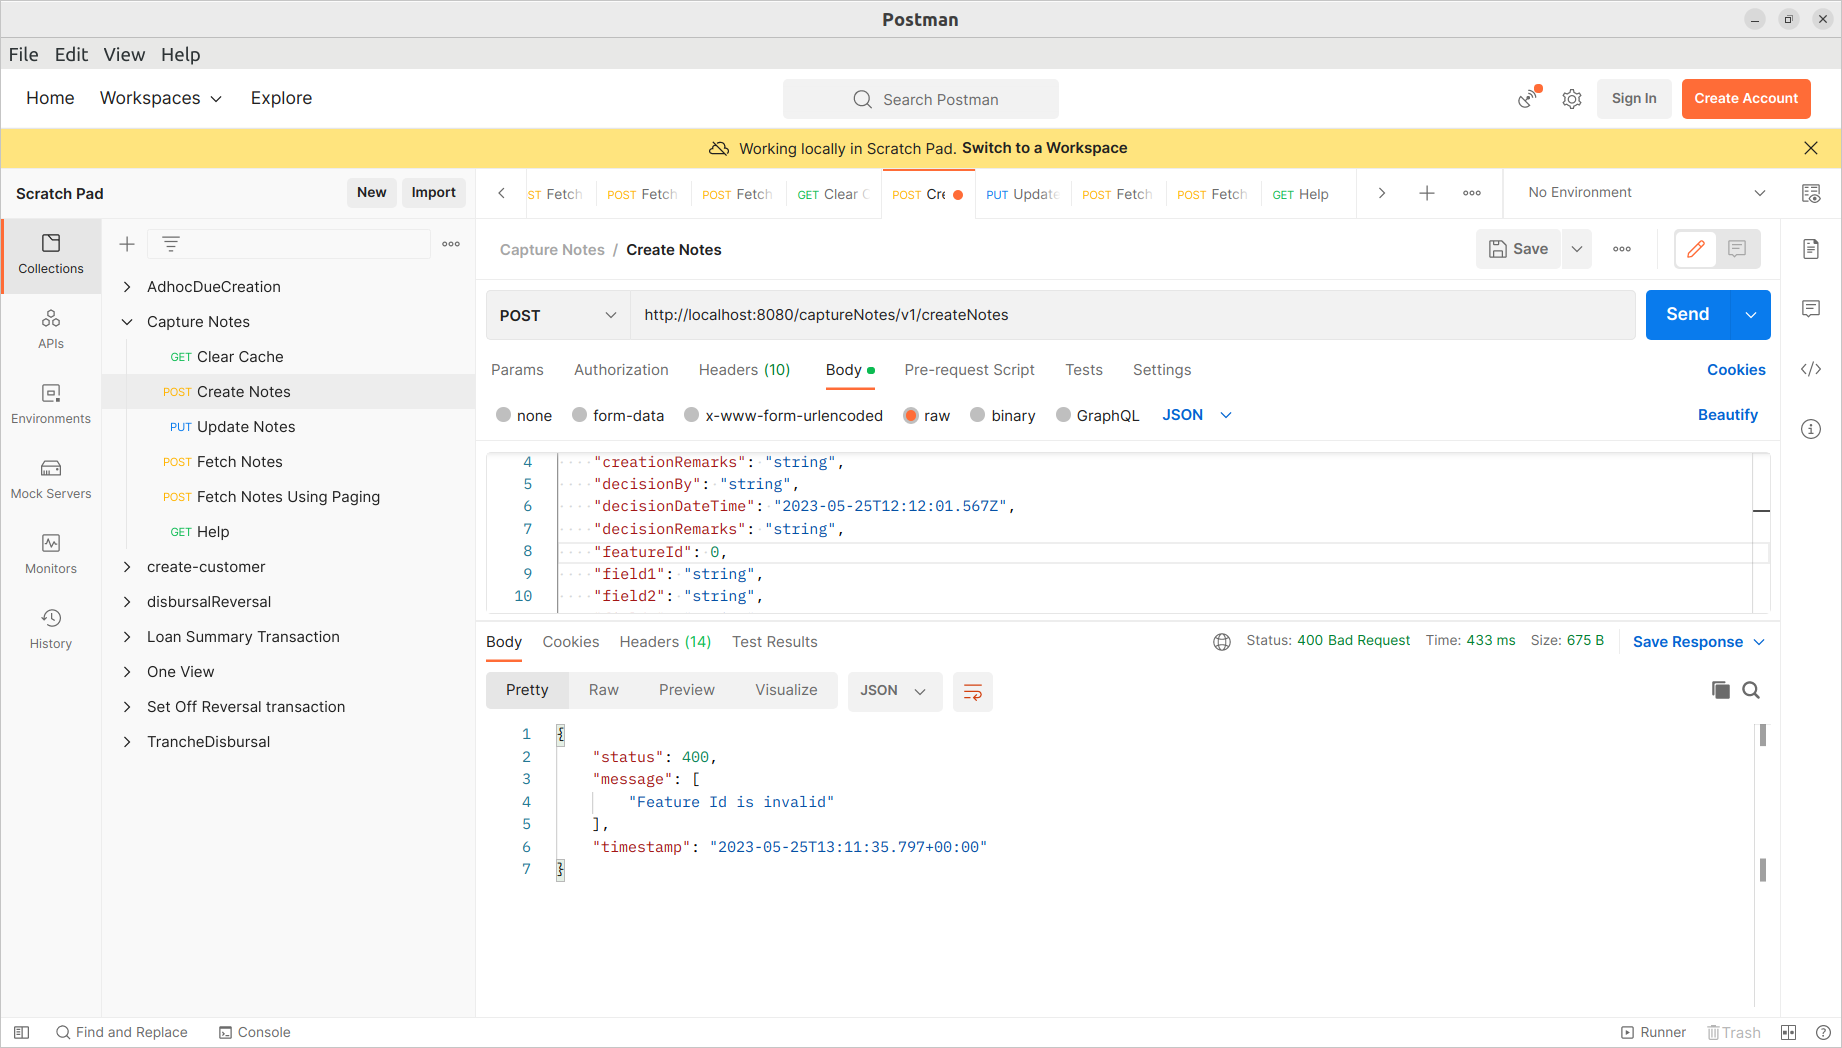 Postman
File Edit View Help
Home Workspaces Explore
Search Postman
Sign In
Create Account
Working locally in Scratch Pad. Switch to a Workspace
Scratch Pad
New
Import
ST Fetch
POST Fetch
POST Fetch
GET Clear C
POST Cre
PUT Update
POST Fetch
POST Fetch
GET Help
No Environment
Collections
APIs
Environments
Mock Servers
Monitors
History
AdhocDueCreation
Capture Notes
GET Clear Cache
POST Create Notes
PUT Update Notes
POST Fetch Notes
POST Fetch Notes Using Paging
GET Help
create-customer
disbursalReversal
Loan Summary Transaction
One View
Set Off Reversal transaction
TrancheDisbursal
Capture Notes / Create Notes
Save
POST
http://localhost:8080/captureNotes/v1/createNotes
Send
Params Authorization Headers (10) Body Pre-request Script Tests Settings
Cookies
none form-data x-www-form-urlencoded raw binary GraphQL JSON
Beautify
4 "creationRemarks": "string",
5 "decisionBy": "string",
6 "decisionDateTime": "2023-05-25T12:12:01.567Z",
7 "decisionRemarks": "string",
8 "featureId": 0,
9 "field1": "string",
10 "field2": "string",
Body Cookies Headers (14) Test Results
Status: 400 Bad Request Time: 433 ms Size: 675 B
Save Response
Pretty Raw Preview Visualize JSON
1 {
2 "status": 400,
3 "message": [
4 "Feature Id is invalid"
5 ],
6 "timestamp": "2023-05-25T13:11:35.797+00:00"
7 }
Find and Replace
Console
Runner
Trash